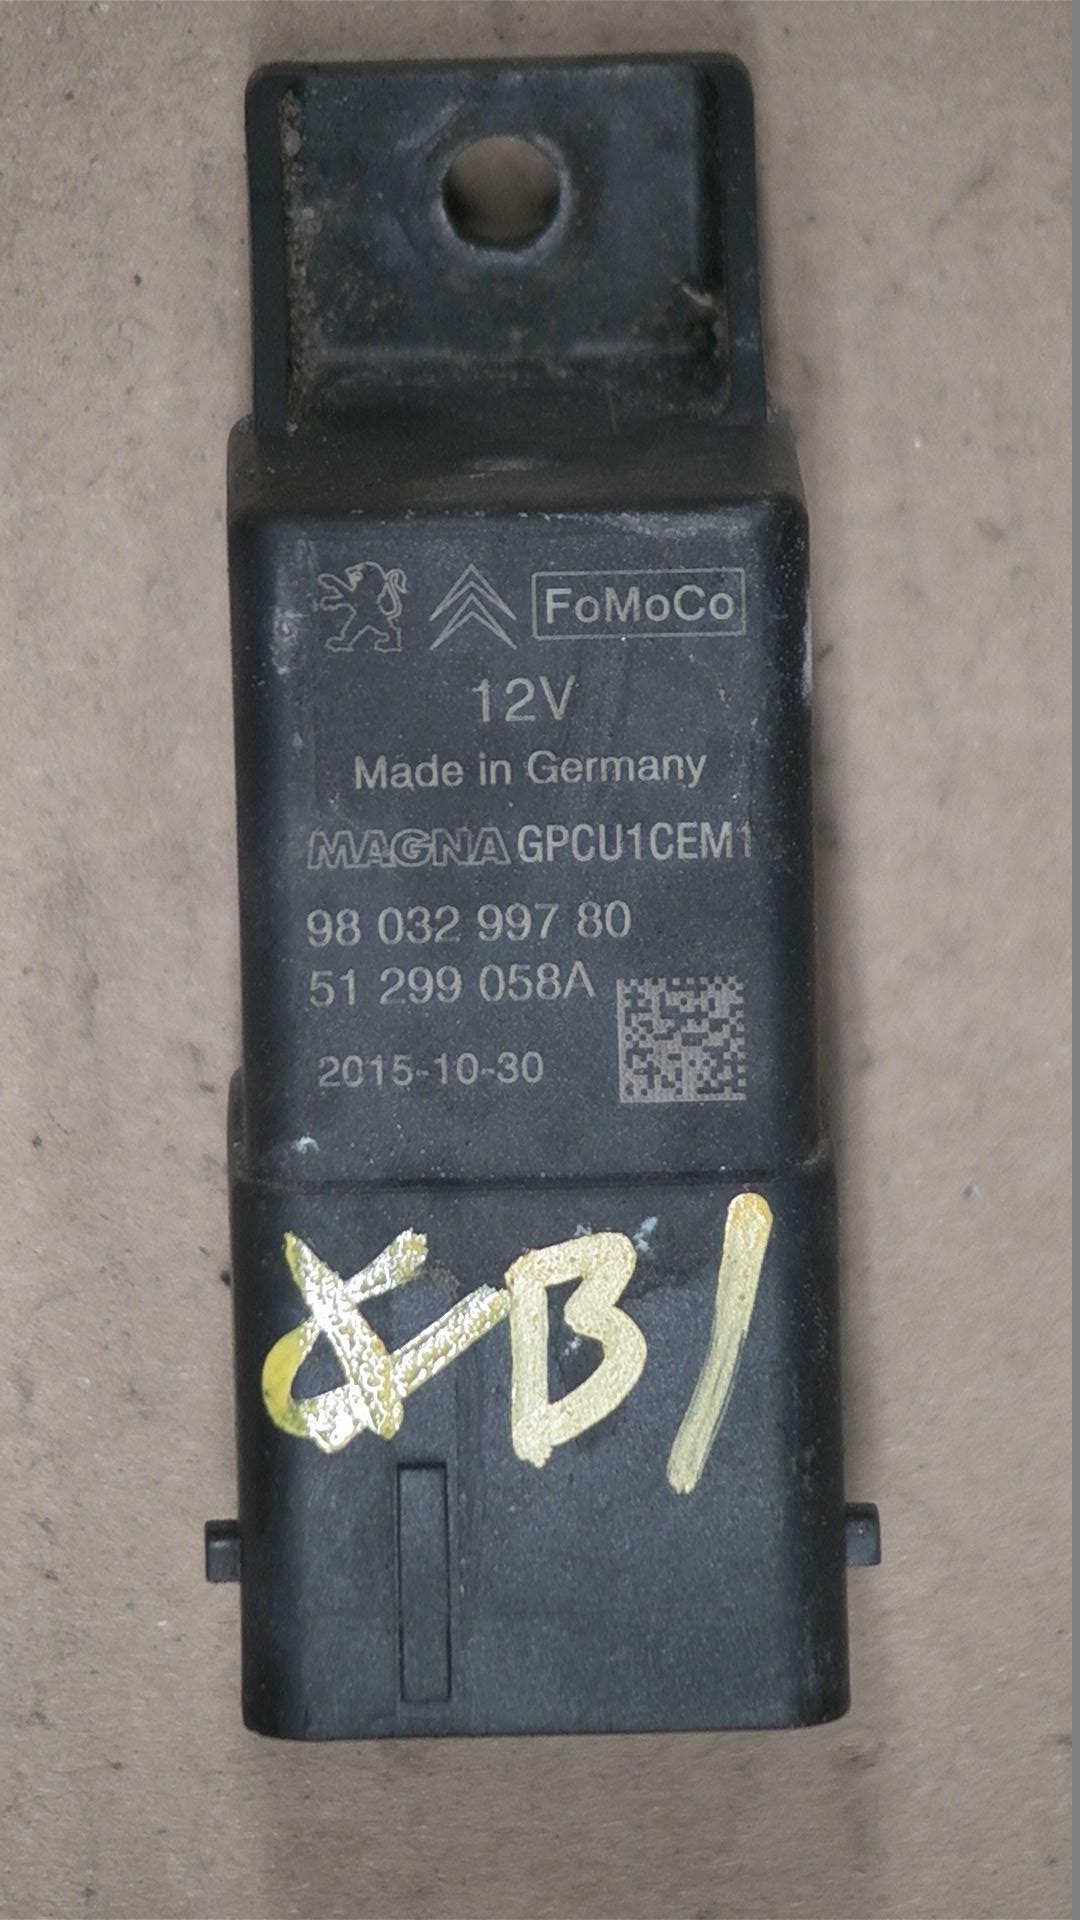 FoMoCo
12V
Made in Germany
MAGNA GPCU1CEM1
98 032 997 80
51 299 058A
2015-10-30
B/